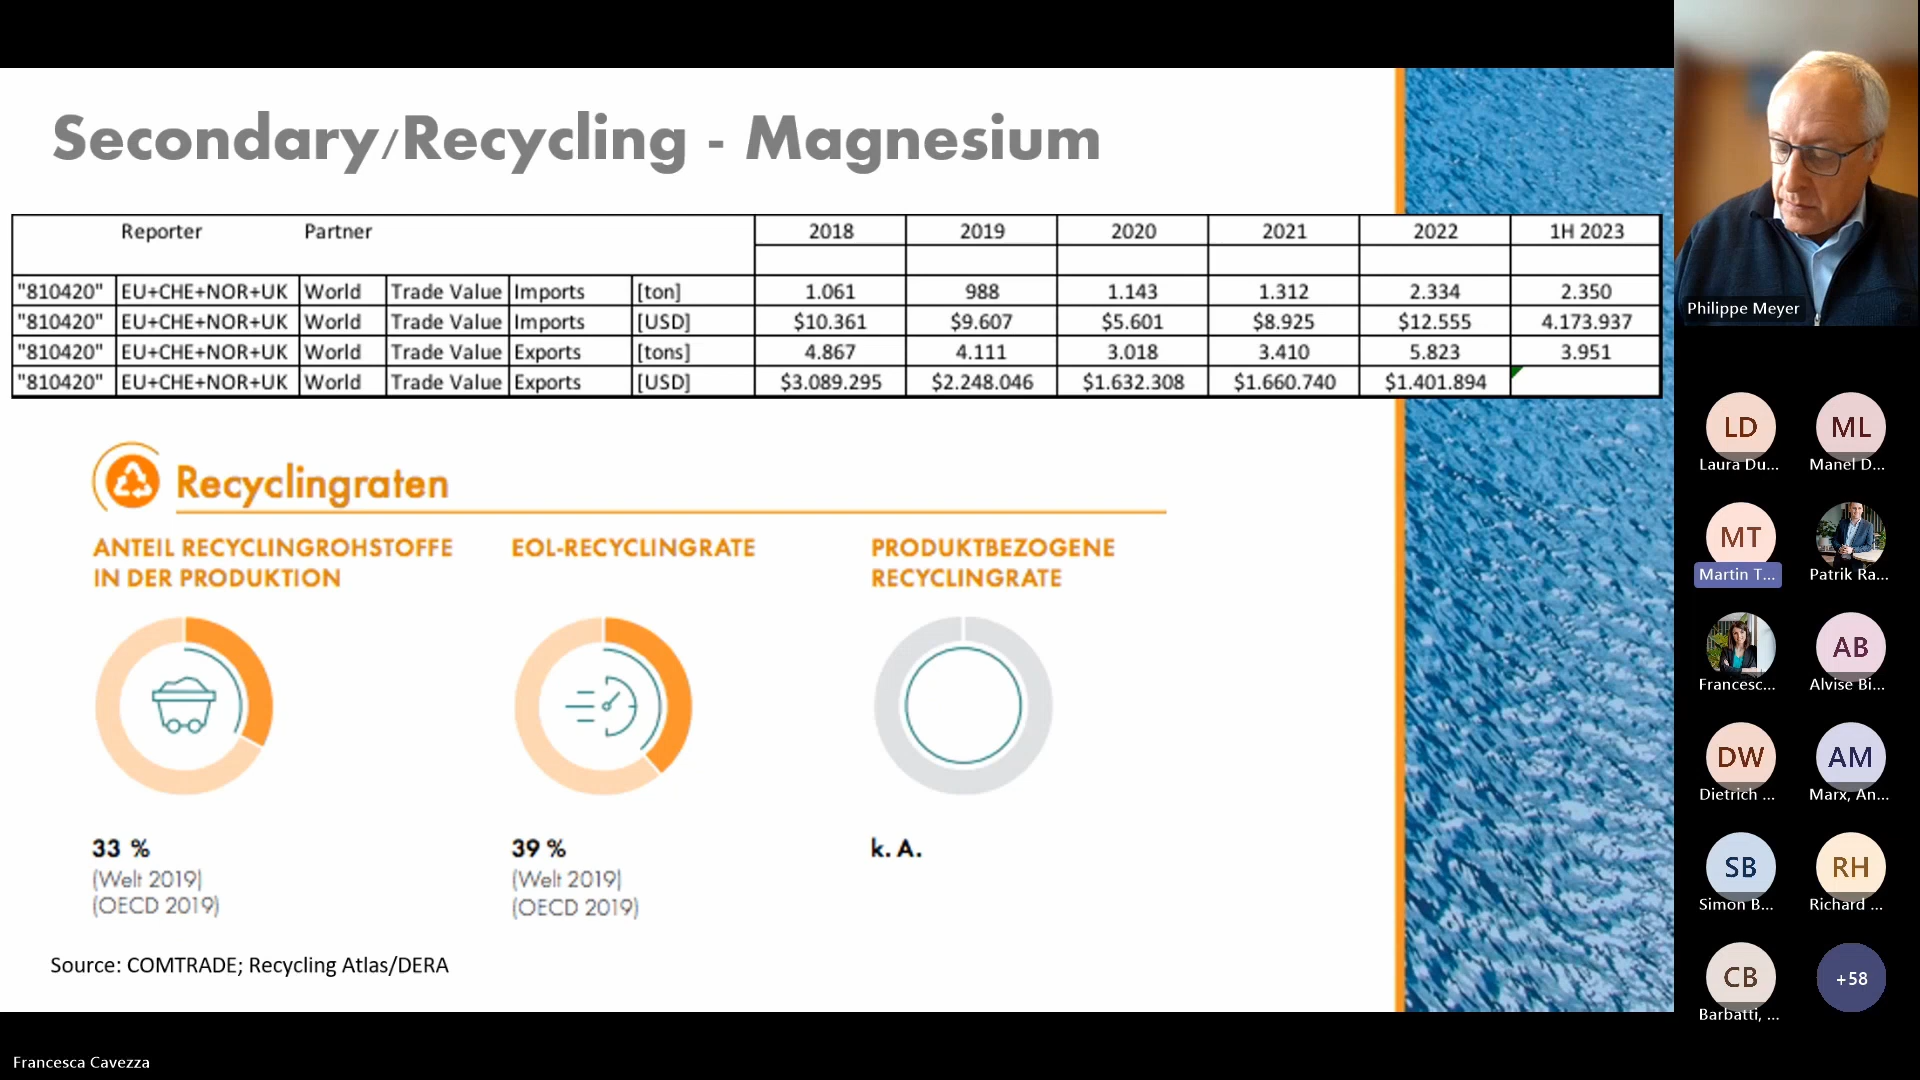 Secondary/Recycling - Magnesium
Reporter Partner 2018 2019 2020 2021 2022 1H 2023
"810420" EU+CHE+NOR+UK World Trade Value Imports [ton] 1.061 988 1.143 1.312 2.334 2.350
"810420" EU+CHE+NOR+UK World Trade Value Imports [USD] $10.361 $9.607 $5.601 $8.925 $12.555 4.173.937
"810420" EU+CHE+NOR+UK World Trade Value Exports [tons] 4.867 4.111 3.018 3.410 5.823 3.951
"810420" EU+CHE+NOR+UK World Trade Value Exports [USD] $3.089.295 $2.248.046 $1.632.308 $1.660.740 $1.401.894
Recyclingraten
ANTEIL RECYCLINGROHSTOFFE
IN DER PRODUKTION
33 %
(Welt 2019)
(OECD 2019)
EOL-RECYCLINGRATE
39 %
(Welt 2019)
(OECD 2019)
PRODUKTBEZOGENE
RECYCLINGRATE
k. A.
Source: COMTRADE; Recycling Atlas/DERA
Francesca Cavezza
Philippe Meyer
LD
Laura Du...
ML
Manel D...
MT
Martin T...
Patrik Ra...
Francesc...
AB
Alvise Bi...
DW
Dietrich ...
AM
Marx, An...
SB
Simon B...
RH
Richard ...
CB
Barbatti, ...
+58